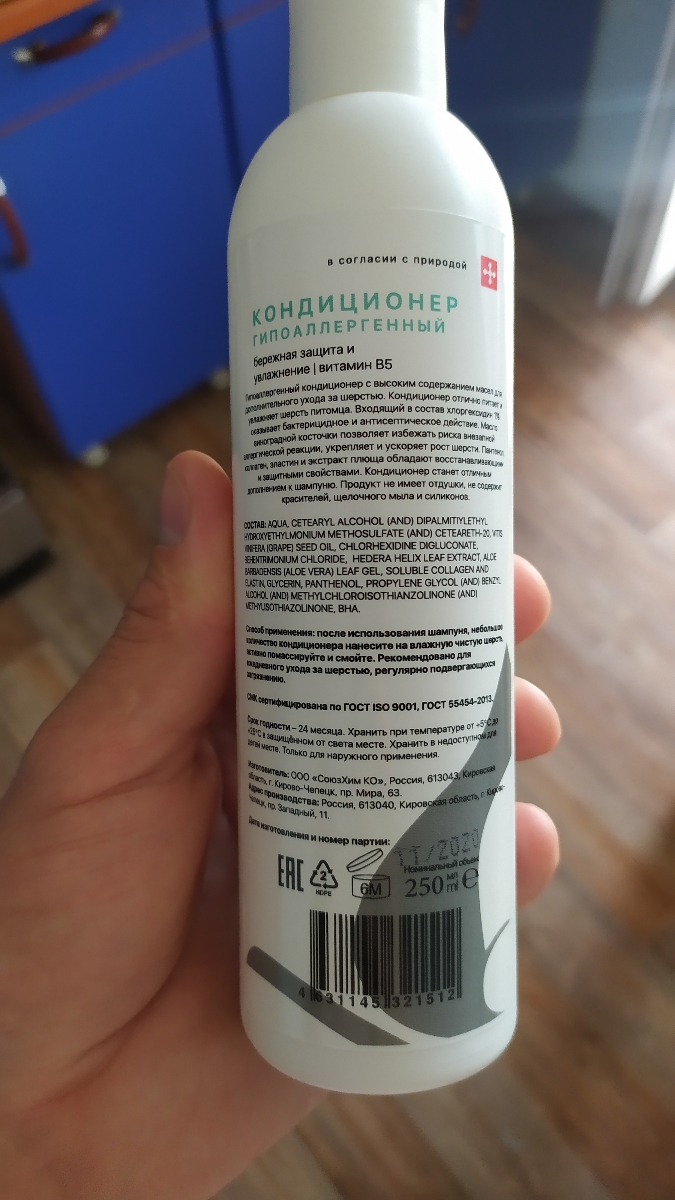 в согласии с природой
КОНДИЦИОНЕР
ГИПОАЛЛЕРГЕННЫЙ
бережная защита и
увлажнение | витамин B5
Гипоаллергенный кондиционер с высоким содержанием масел для
дополнительного ухода за шерстью. Кондиционер отлично питает и
увлажняет шерсть питомца. Входящий в состав хлоргексидин 1%
оказывает бактерицидное и антисептическое действие. Масло
виноградной косточки позволяет избежать риска внезапной
аллергической реакции, укрепляет и ускоряет рост шерсти. Пантенол,
коллаген, эластин и экстракт плюща обладают восстанавливающими
и защитными свойствами. Кондиционер станет отличным
дополнением к шампуню. Продукт не имеет отдушки, не содержит
красителей, щелочного мыла и силиконов.
СОСТАВ: AQUA, CETEARYL ALCOHOL (AND) DIPALMITIYLETHYL
HYDROXYETHYLMONIUM METHOSULFATE (AND) CETEARETH-20, VITIS
VINIFERA (GRAPE) SEED OIL, CHLORHEXIDINE DIGLUCONATE,
BEHENTRIMONIUM CHLORIDE, HEDERA HELIX LEAF EXTRACT, ALOE
BARBADENSIS (ALOE VERA) LEAF GEL, SOLUBLE COLLAGEN AND
ELASTIN, GLYCERIN, PANTHENOL, PROPYLENE GLYCOL (AND) BENZYL
ALCOHOL (AND) METHYLCHLOROISOTHIANZOLINONE (AND)
METHYLISOTHIAZOLINONE, BHA.
Способ применения: после использования шампуня, небольшое
количество кондиционера нанесите на влажную чистую шерсть,
активно помассируйте и смойте. Рекомендовано для
ежедневного ухода за шерстью, регулярно подвергающихся
загрязнению.
СМК сертифицирована по ГОСТ ISO 9001, ГОСТ 55454-2013.
Срок годности – 24 месяца. Хранить при температуре от +5°C до
+25°C в защищённом от света месте. Хранить в недоступном для
детей месте. Только для наружного применения.
Изготовитель: ООО «СоюзХим КО», Россия, 613043, Кировская
область, г. Кирово-Чепецк, пр. Мира, 63.
Адрес производства: Россия, 613040, Кировская область, г. Кирово-
Чепецк, пр. Западный, 11.
Дата изготовления и номер партии:
11/2020
Номинальный объем
EAC 2 HDPE 6M 250 мл ml e
4 631145 321512